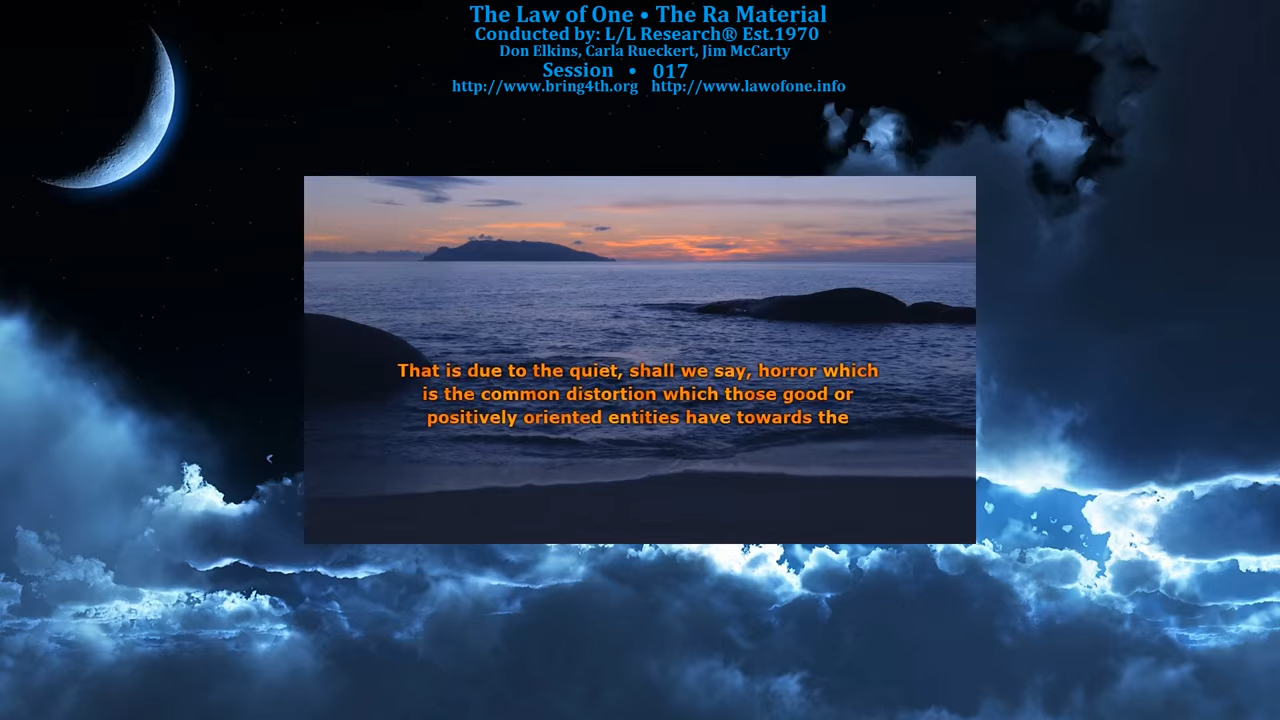 The Law of One • The Ra Material
Conducted by: L/L Research® Est.1970
Don Elkins, Carla Rueckert, Jim McCarty
Session • 017
http://www.bring4th.org http://www.lawofone.info
That is due to the quiet, shall we say, horror which
is the common distortion which those good or
positively oriented entities have towards the